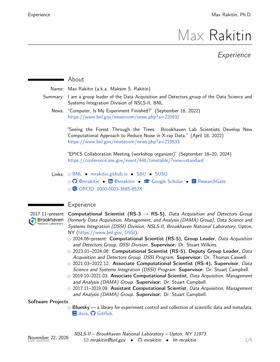 Experience
Max Rakitin, Ph.D.
Max Rakitin
Experience
About
Name: Max Rakitin (a.k.a. Maksim S. Rakitin)
Summary: I am a group leader of the Data Acquisition and Detectors group of the Data Science and
Systems Integration Division of NSLS-II, BNL.
News: "Computer, Is My Experiment Finished?" (September 16, 2022)
https://www.bnl.gov/newsroom/news.php?a=220832
"Seeing the Forest Through the Trees: Brookhaven Lab Scientists Develop New
Computational Approach to Reduce Noise in X-ray Data." (April 18, 2022)
https://www.bnl.gov/newsroom/news.php?a=219533
"EPICS Collaboration Meeting (workshop organizer)" (September 16–20, 2024)
https://conference.ornl.gov/event/448/timetable/?view=standard
Links: BNL • mrakitin.github.io • SBU • SUSU
@mrakitin • @mrakitin • Google Scholar • ResearchGate
ORCID: 0000-0003-3685-852X
Experience
2017.11–present Computational Scientist (RS-3 → RS-5), Data Acquisition and Detectors Group
Brookhaven (formerly Data Acquisition, Management, and Analysis (DAMA) Group), Data Science and
National Laboratory Systems Integration (DSSI) Division, NSLS-II, Brookhaven National Laboratory, Upton,
NY (https://www.bnl.gov, DSSI):
2024.08–present: Computational Scientist (RS-5), Group Leader, Data Acquisition
and Detectors Group, DSSI Division. Supervisor: Dr. Stuart Wilkins.
2023.01–2024.08: Computational Scientist (RS-5), Deputy Group Leader, Data
Acquisition and Detectors Group, DSSI Program. Supervisor: Dr. Thomas Caswell.
2021.03–2022.12: Associate Computational Scientist (RS-4), Supervisor, Data
Science and Systems Integration (DSSI) Program. Supervisor: Dr. Stuart Campbell.
2019.10–2021.03: Associate Computational Scientist, Data Acquisition, Management
and Analysis (DAMA) Group. Supervisor: Dr. Stuart Campbell.
2017.11–2019.09: Assistant Computational Scientist, Data Acquisition, Management
and Analysis (DAMA) Group. Supervisor: Dr. Stuart Campbell.
Software Projects
Bluesky — a library for experiment control and collection of scientific data and metadata,
docs, GitHub.
NSLS-II – Brookhaven National Laboratory – Upton, NY 11973
November 22, 2026 mrakitin@bnl.gov • mrakitin • mrakitin 1/9